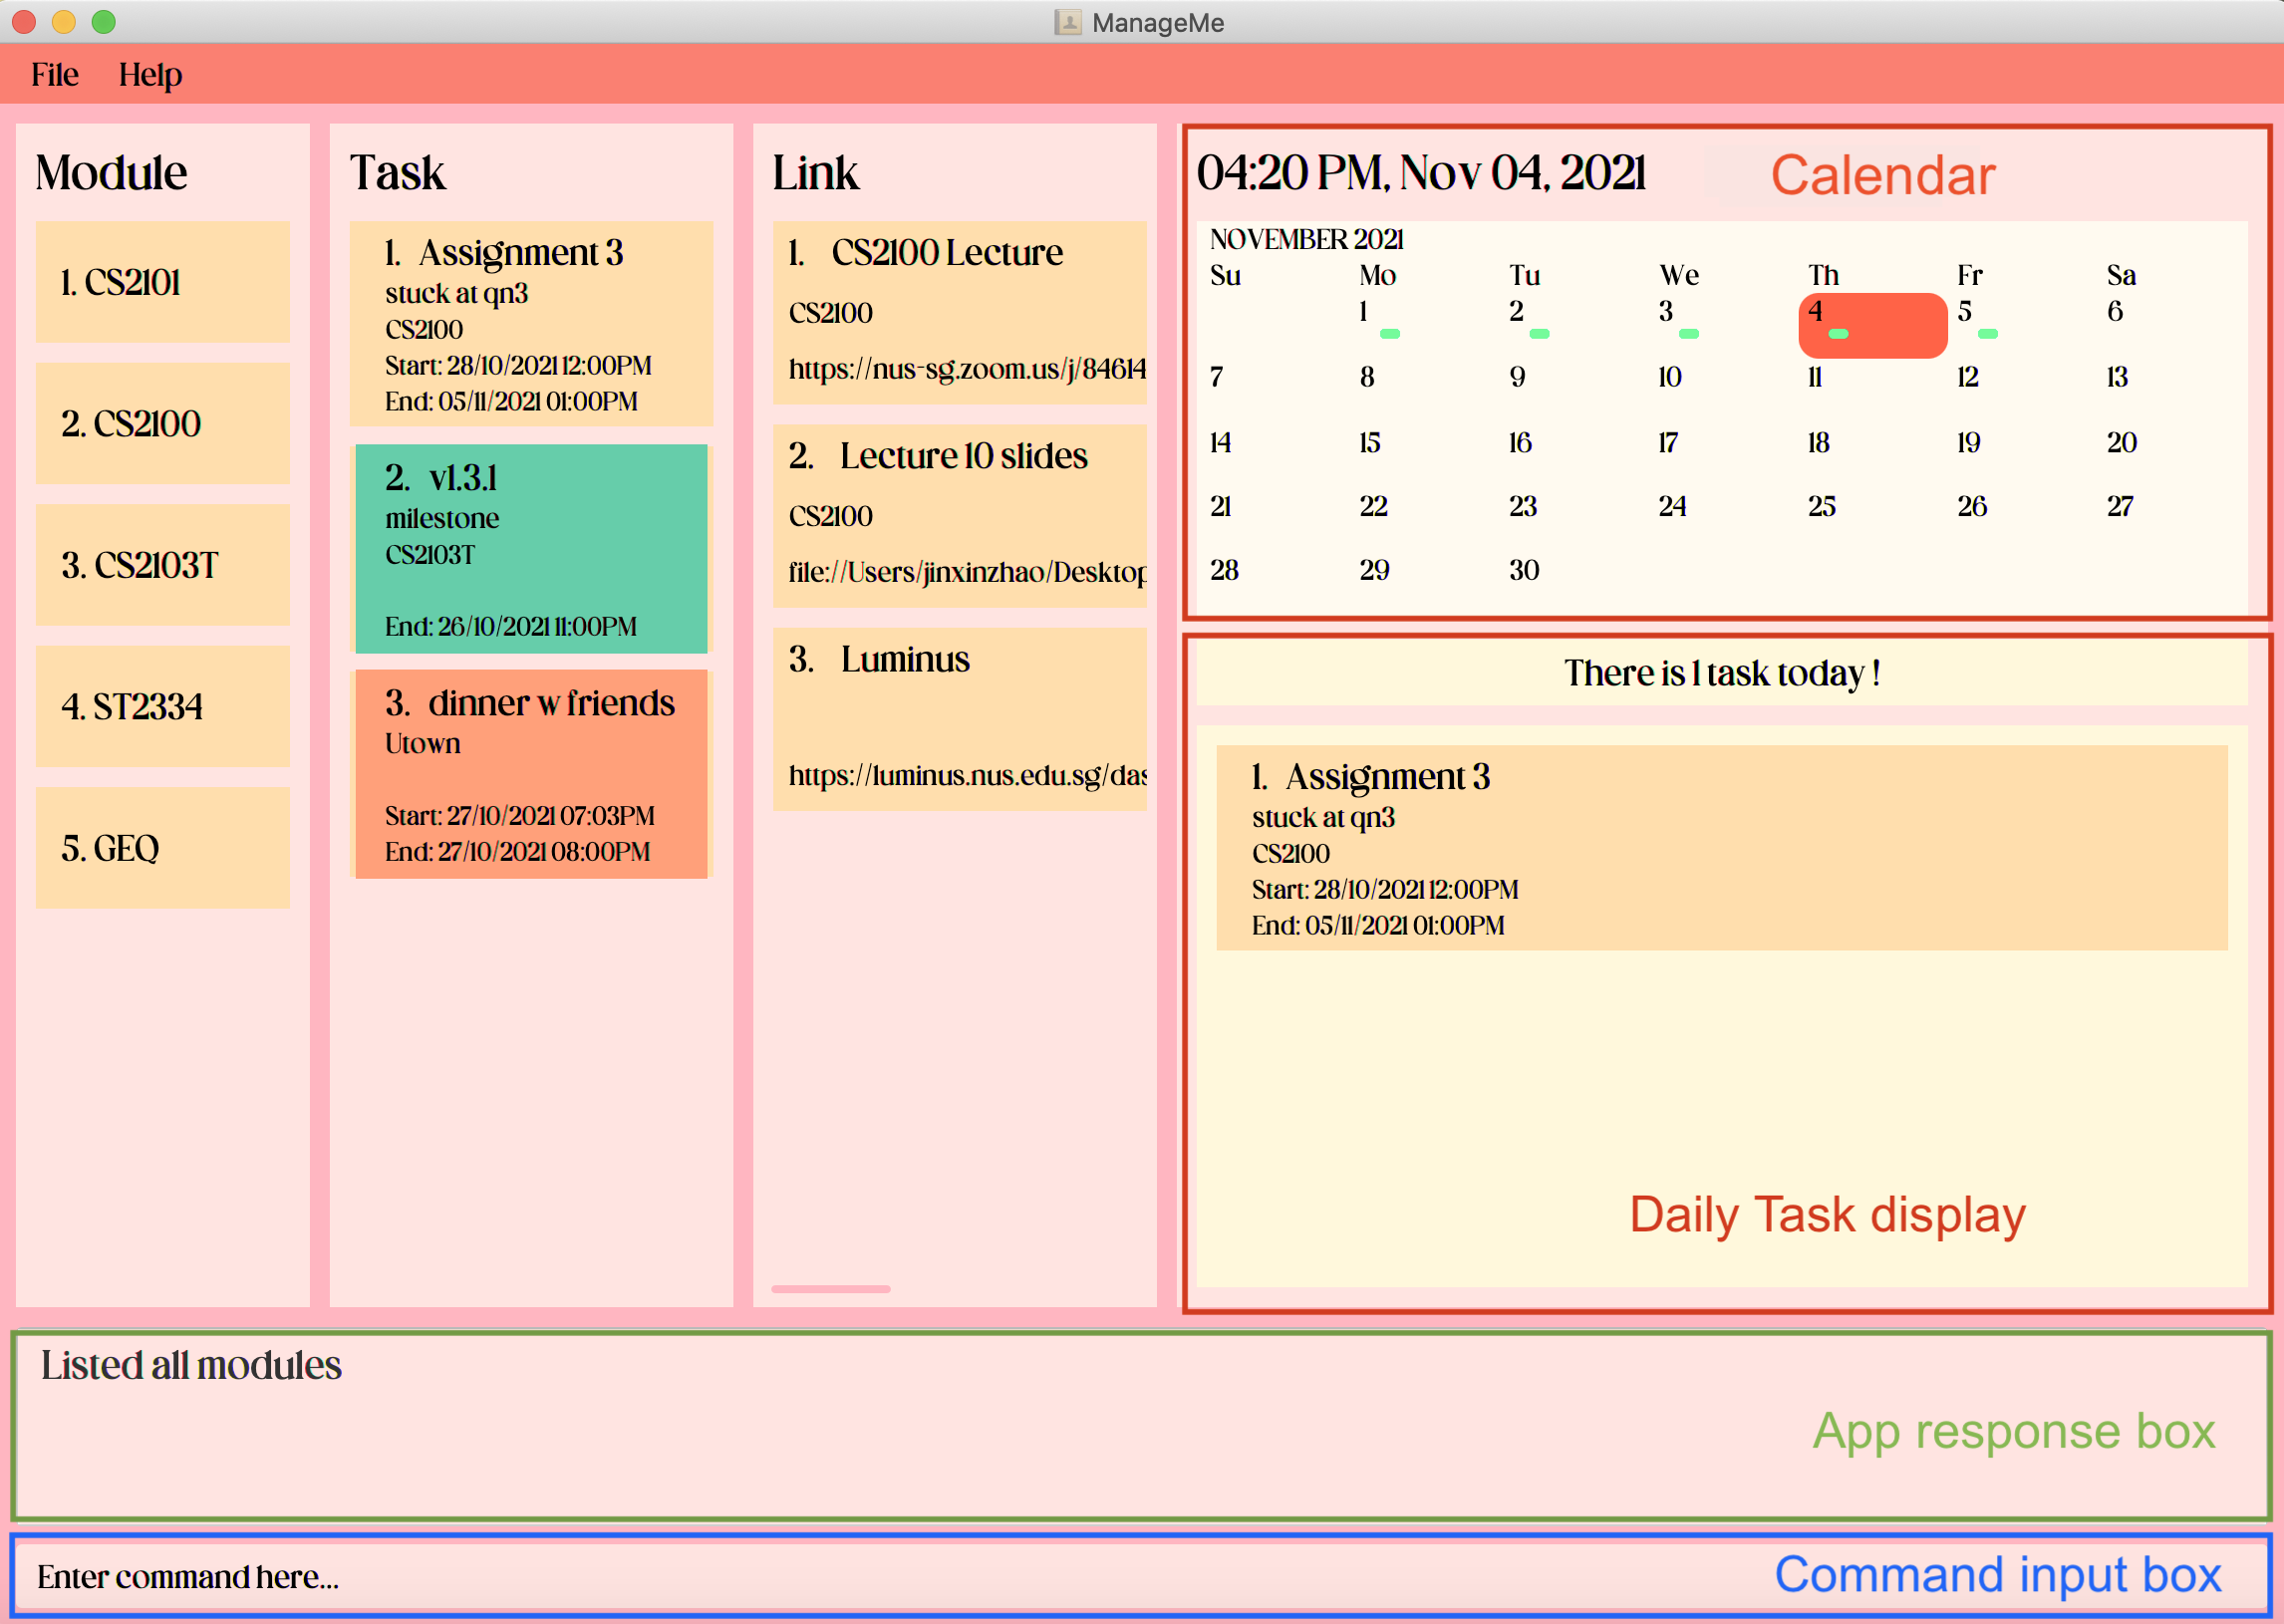 ManageMe
File Help
Module
1. CS2101
2. CS2100
3. CS2103T
4. ST2334
5. GEQ
Task
1. Assignment 3
stuck at qn3
CS2100
Start: 28/10/2021 12:00PM
End: 05/11/2021 01:00PM
2. v1.3.1
milestone
CS2103T
End: 26/10/2021 11:00PM
3. dinner w friends
Utown
Start: 27/10/2021 07:03PM
End: 27/10/2021 08:00PM
Link
1. CS2100 Lecture
CS2100
https://nus-sg.zoom.us/j/84614
2. Lecture 10 slides
CS2100
file://Users/jinxinzhao/Desktop
3. Luminus
https://luminus.nus.edu.sg/das
04:20 PM, Nov 04, 2021
Calendar
NOVEMBER 2021
Su Mo Tu We Th Fr Sa
1 2 3 4 5 6
7 8 9 10 11 12 13
14 15 16 17 18 19 20
21 22 23 24 25 26 27
28 29 30
There is 1 task today !
1. Assignment 3
stuck at qn3
CS2100
Start: 28/10/2021 12:00PM
End: 05/11/2021 01:00PM
Daily Task display
Listed all modules
App response box
Enter command here...
Command input box